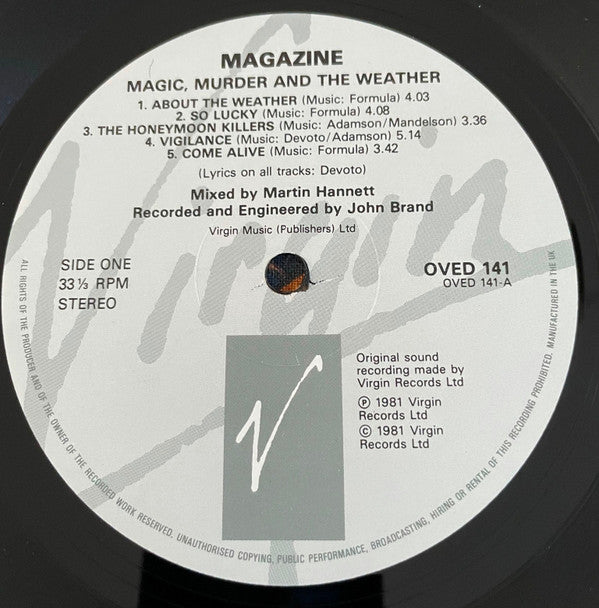 MAGAZINE
MAGIC, MURDER AND THE WEATHER
1. ABOUT THE WEATHER (Music: Formula) 4.03
2. SO LUCKY (Music: Formula) 4.08
3. THE HONEYMOON KILLERS (Music: Adamson/Mandelson) 3.36
4. VIGILANCE (Music: Devoto/Adamson) 5.14
5. COME ALIVE (Music: Formula) 3.42
(Lyrics on all tracks: Devoto)
Mixed by Martin Hannett
Recorded and Engineered by John Brand
Virgin Music (Publishers) Ltd
Virgin
SIDE ONE
33⅓ RPM
STEREO
OVED 141
OVED 141-A
Original sound
recording made by
Virgin Records Ltd
℗ 1981 Virgin
Records Ltd
© 1981 Virgin
Records Ltd
V
ALL RIGHTS OF THE PRODUCER AND OF THE OWNER OF THE RECORDED WORK RESERVED. UNAUTHORISED COPYING, PUBLIC PERFORMANCE, BROADCASTING, HIRING OR RENTAL OF THIS RECORDING PROHIBITED. MANUFACTURED IN THE UK